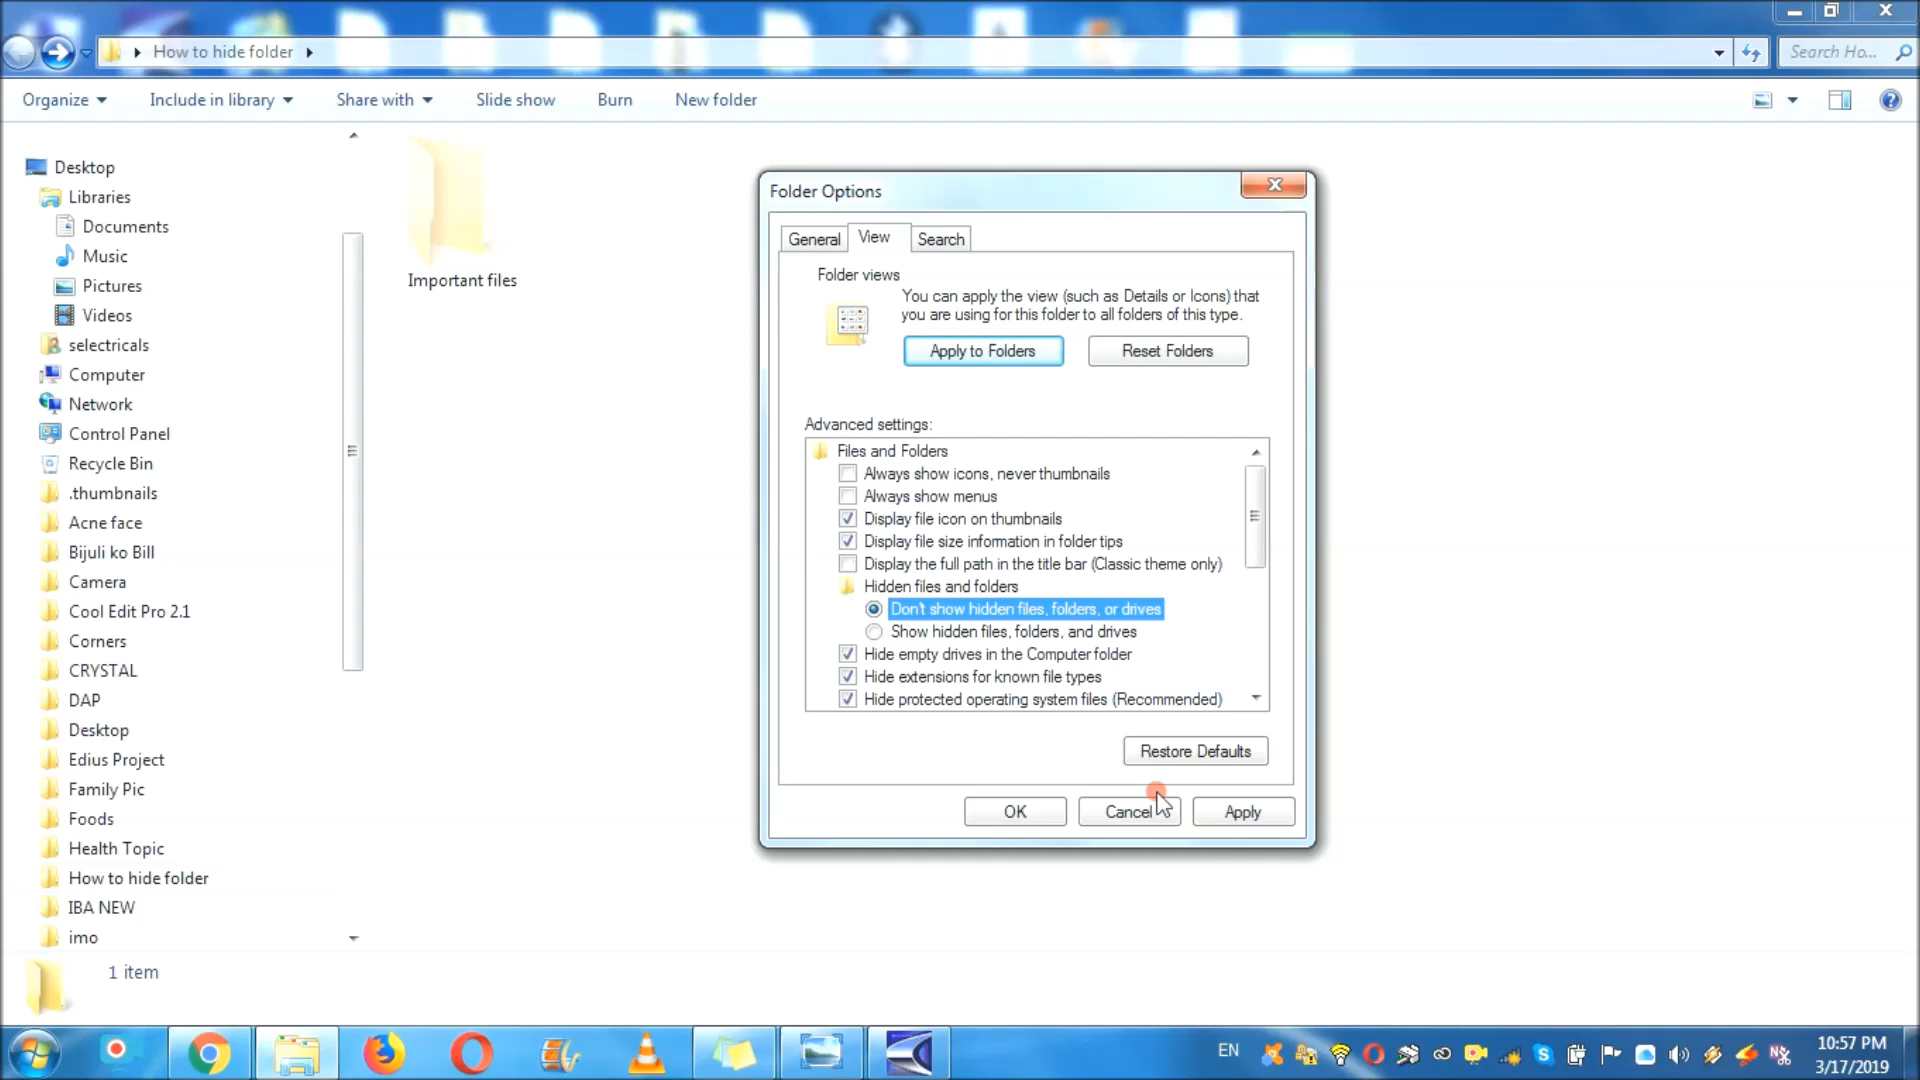 How to hide folder
Search Ho...
Organize
Include in library
Share with
Slide show
Burn
New folder
Desktop
Libraries
Documents
Music
Pictures
Videos
selectricals
Computer
Network
Control Panel
Recycle Bin
.thumbnails
Acne face
Bijuli ko Bill
Camera
Cool Edit Pro 2.1
Corners
CRYSTAL
DAP
Desktop
Edius Project
Family Pic
Foods
Health Topic
How to hide folder
IBA NEW
imo
Important files
Folder Options
General
View
Search
Folder views
You can apply the view (such as Details or Icons) that
you are using for this folder to all folders of this type.
Apply to Folders
Reset Folders
Advanced settings:
Files and Folders
Always show icons, never thumbnails
Always show menus
Display file icon on thumbnails
Display file size information in folder tips
Display the full path in the title bar (Classic theme only)
Hidden files and folders
Don't show hidden files, folders, or drives
Show hidden files, folders, and drives
Hide empty drives in the Computer folder
Hide extensions for known file types
Hide protected operating system files (Recommended)
Restore Defaults
OK
Cancel
Apply
1 item
EN
10:57 PM
3/17/2019